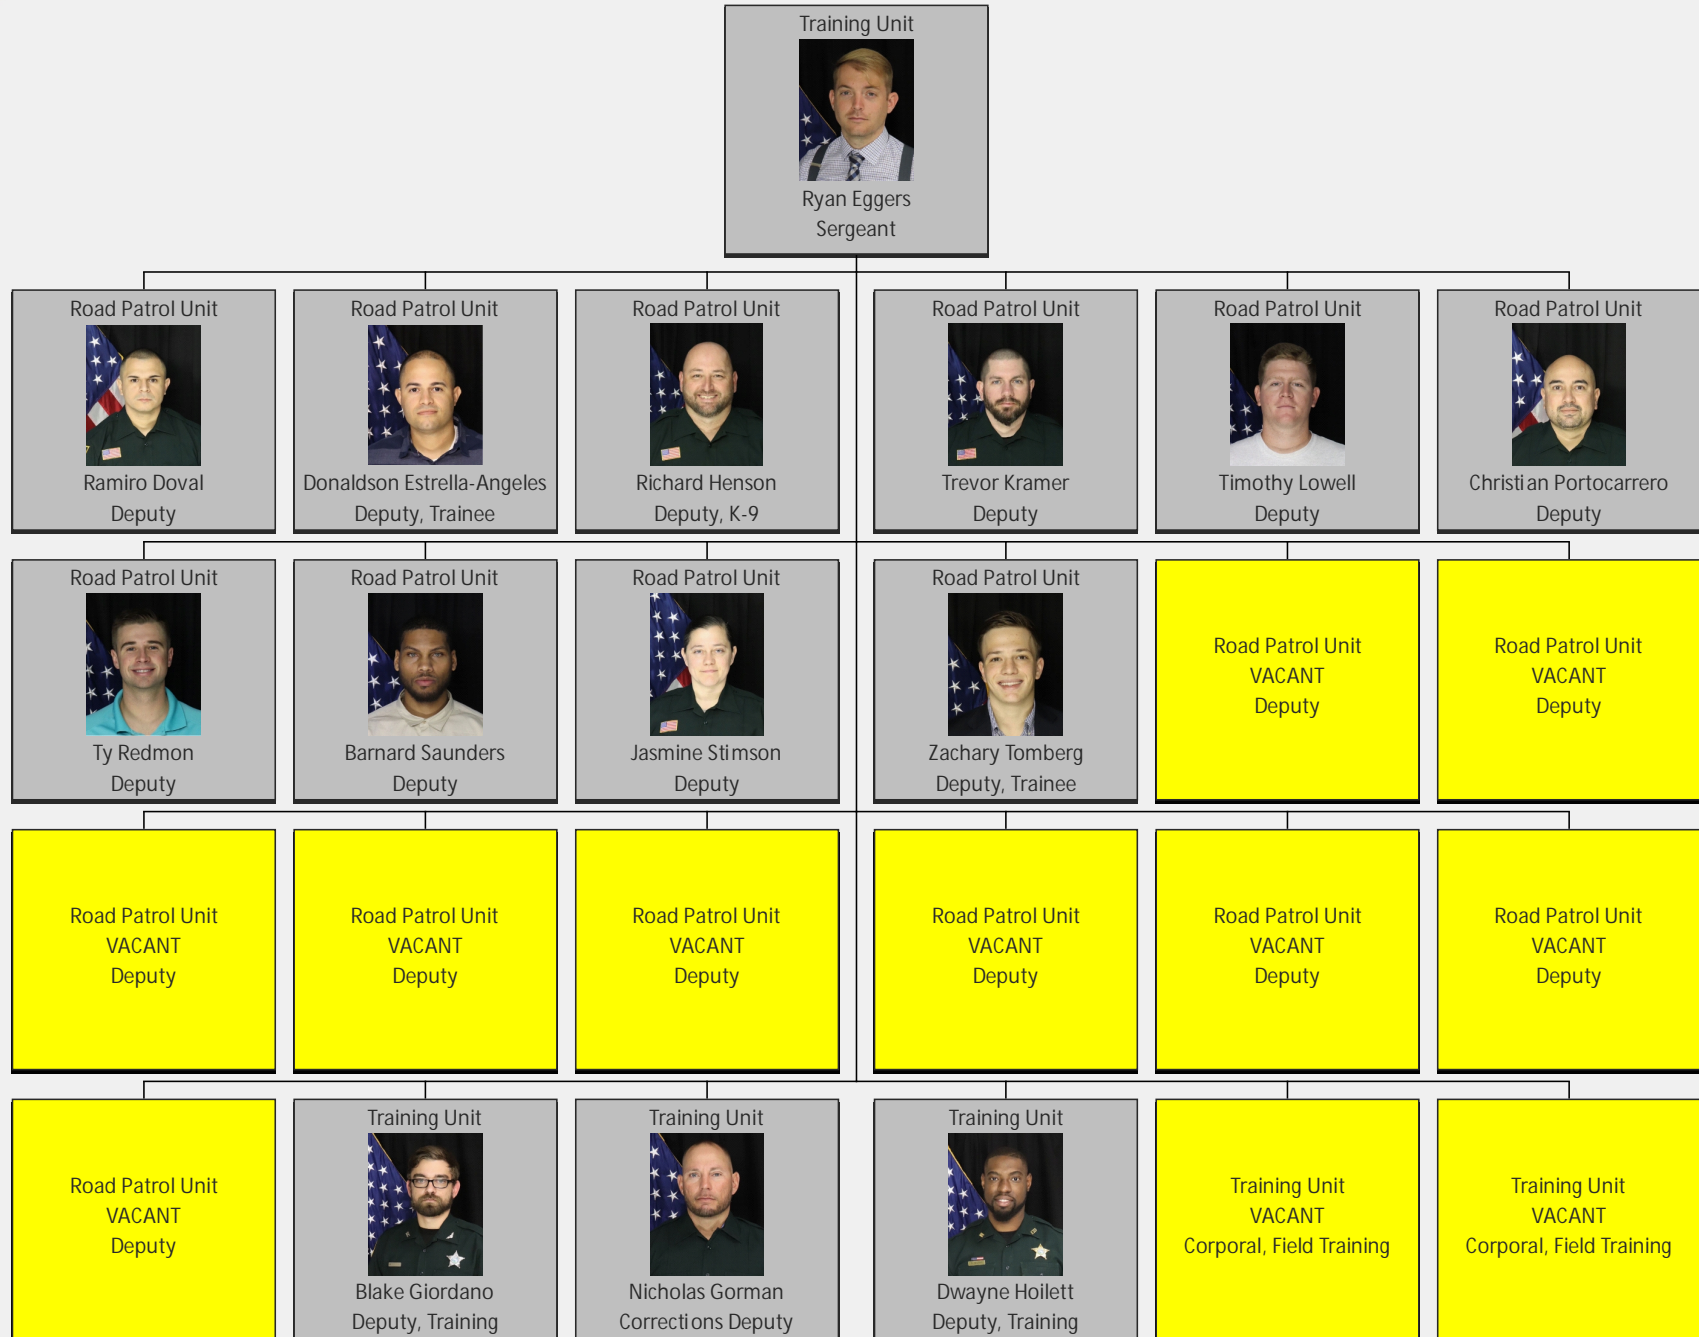 Training Unit
Ryan Eggers
Sergeant
Road Patrol Unit
Ramiro Doval
Deputy
Road Patrol Unit
Donaldson Estrella-Angeles
Deputy, Trainee
Road Patrol Unit
Richard Henson
Deputy, K-9
Road Patrol Unit
Trevor Kramer
Deputy
Road Patrol Unit
Timothy Lowell
Deputy
Road Patrol Unit
Christian Portocarrero
Deputy
Road Patrol Unit
Ty Redmon
Deputy
Road Patrol Unit
Barnard Saunders
Deputy
Road Patrol Unit
Jasmine Stimson
Deputy
Road Patrol Unit
Zachary Tomberg
Deputy, Trainee
Road Patrol Unit
VACANT
Deputy
Road Patrol Unit
VACANT
Deputy
Road Patrol Unit
VACANT
Deputy
Road Patrol Unit
VACANT
Deputy
Road Patrol Unit
VACANT
Deputy
Road Patrol Unit
VACANT
Deputy
Road Patrol Unit
VACANT
Deputy
Road Patrol Unit
VACANT
Deputy
Road Patrol Unit
VACANT
Deputy
Training Unit
Blake Giordano
Deputy, Training
Training Unit
Nicholas Gorman
Corrections Deputy
Training Unit
Dwayne Hoilett
Deputy, Training
Training Unit
VACANT
Corporal, Field Training
Training Unit
VACANT
Corporal, Field Training